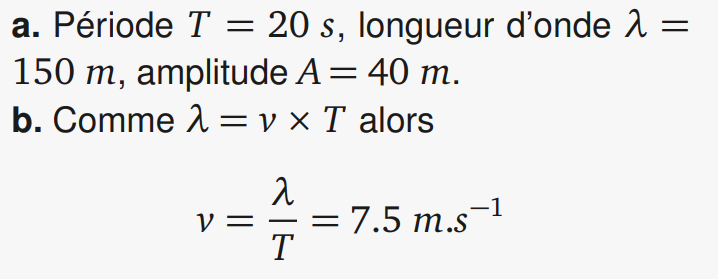 a. Période T = 20 s, longueur d'onde λ =
150 m, amplitude A = 40 m.
b. Comme λ = v × T alors
v = λ/T = 7.5 m.s⁻¹